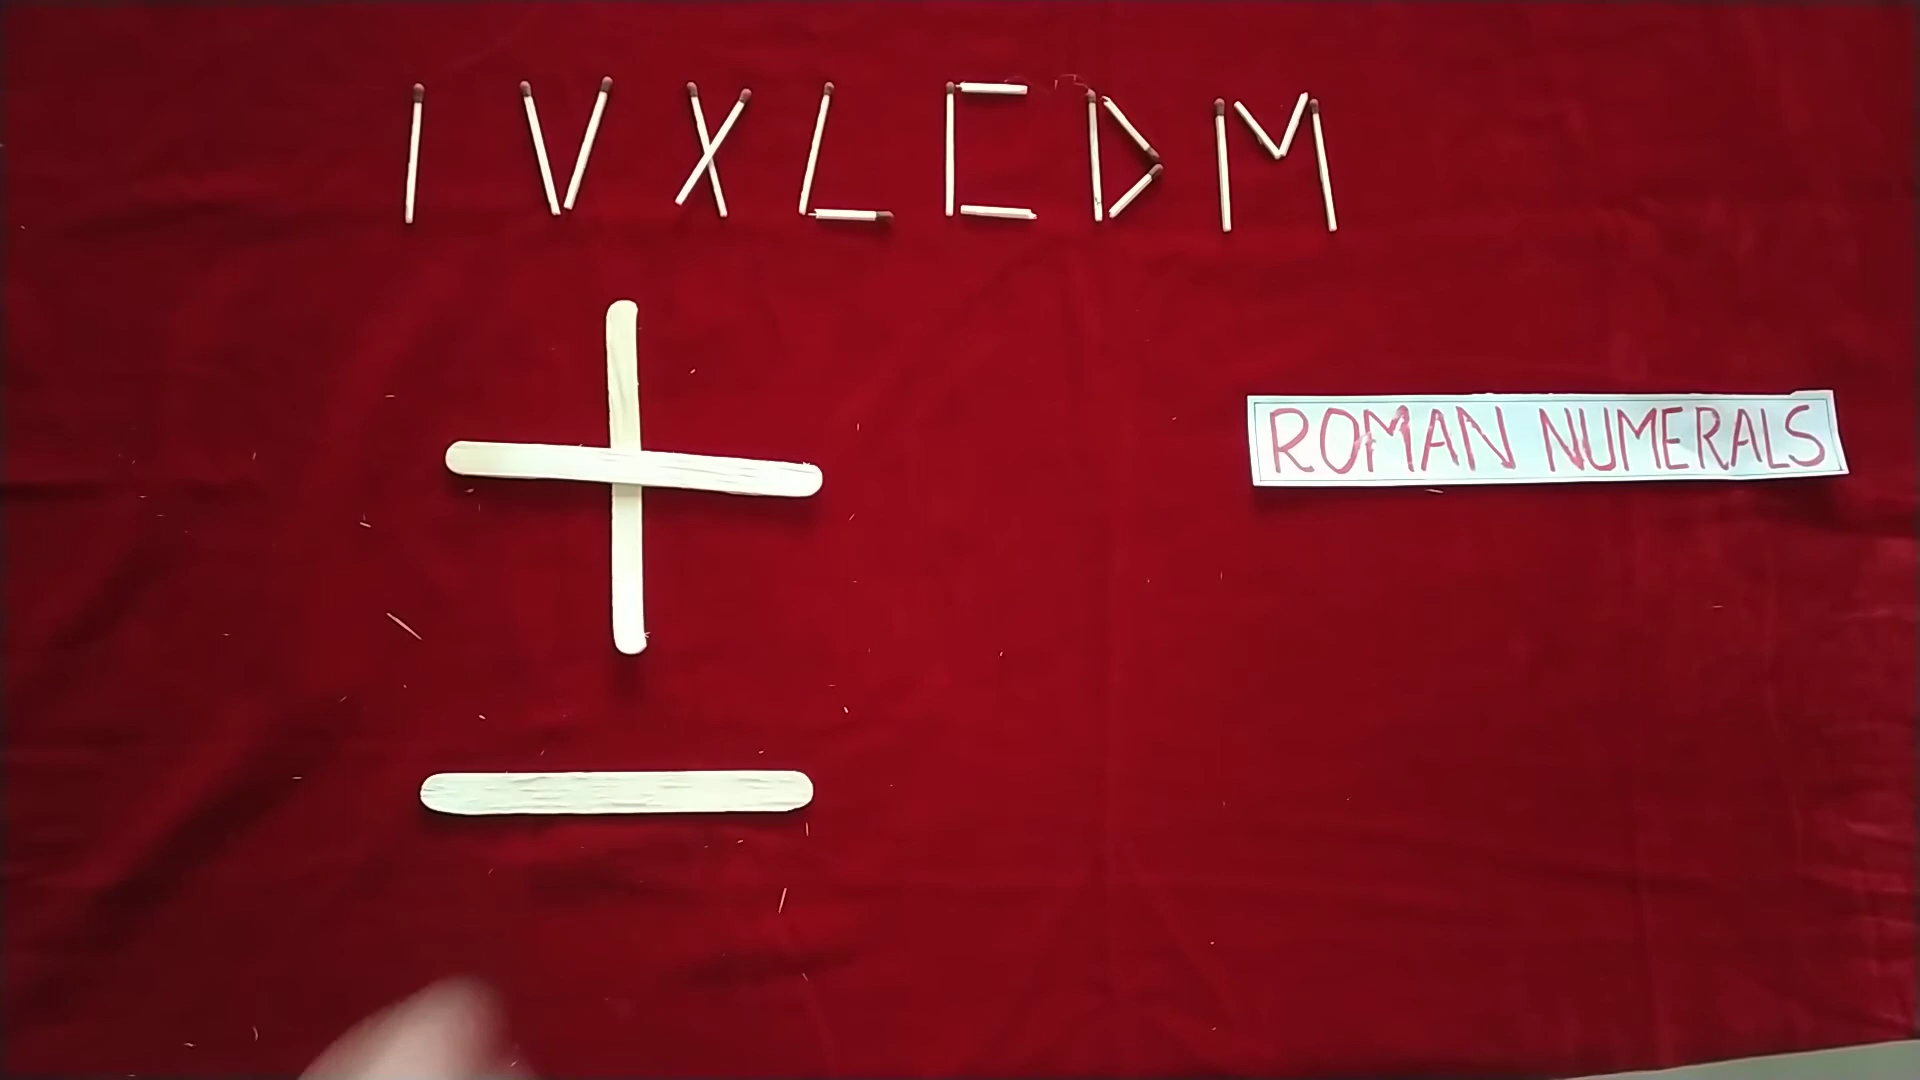 I V X L C D M
+
ROMAN NUMERALS
−